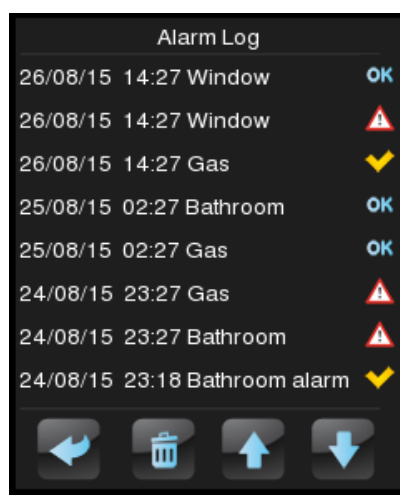 Alarm Log
26/08/15 14:27 Window OK
26/08/15 14:27 Window
26/08/15 14:27 Gas
25/08/15 02:27 Bathroom OK
25/08/15 02:27 Gas OK
24/08/15 23:27 Gas
24/08/15 23:27 Bathroom
24/08/15 23:18 Bathroom alarm